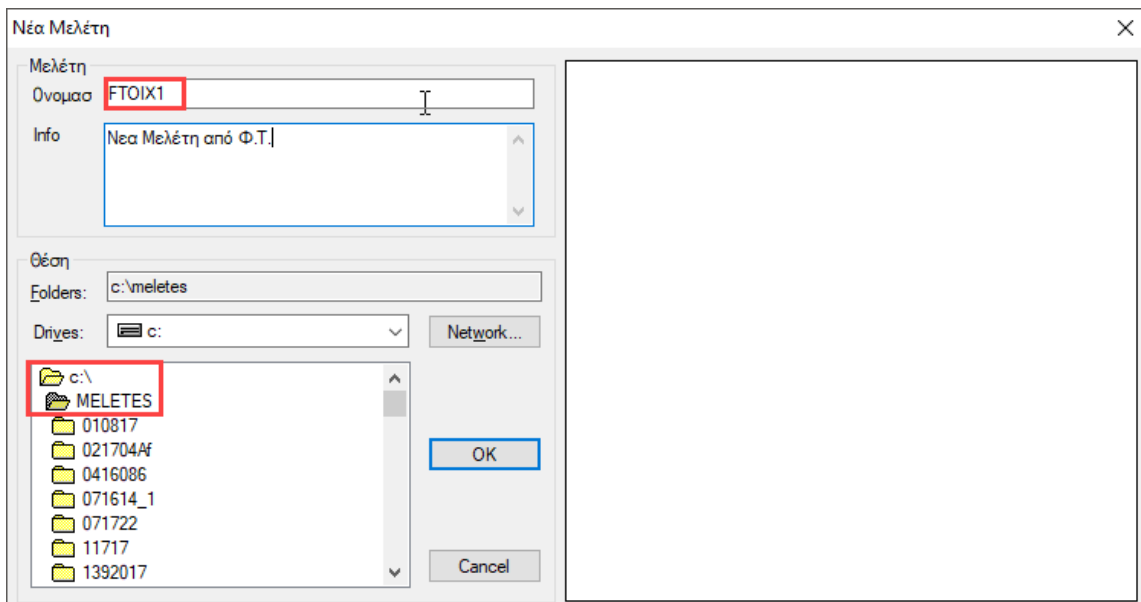 Νέα Μελέτη
Μελέτη
Ονομασ FTOIX1
Info Νεα Μελέτη από Φ.Τ.
Θέση
Folders: c:\meletes
Drives: c: Network...
c:\
MELETES
010817
021704Af
0416086
071614_1
071722
11717
1392017
OK
Cancel